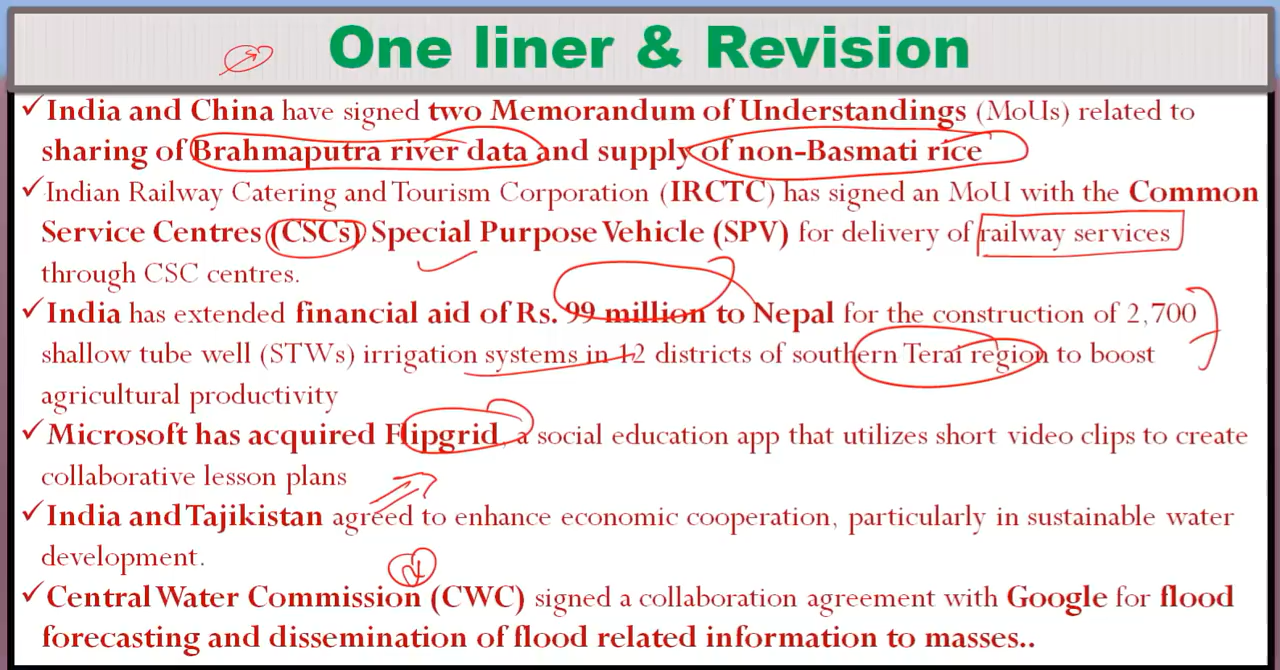 One liner & Revision
✓India and China have signed two Memorandum of Understandings (MoUs) related to
sharing of Brahmaputra river data and supply of non-Basmati rice
✓Indian Railway Catering and Tourism Corporation (IRCTC) has signed an MoU with the Common
Service Centres (CSCs) Special Purpose Vehicle (SPV) for delivery of railway services
through CSC centres.
✓India has extended financial aid of Rs. 99 million to Nepal for the construction of 2,700
shallow tube well (STWs) irrigation systems in 12 districts of southern Terai region to boost
agricultural productivity
✓Microsoft has acquired Flipgrid, a social education app that utilizes short video clips to create
collaborative lesson plans
✓India and Tajikistan agreed to enhance economic cooperation, particularly in sustainable water
development.
✓Central Water Commission (CWC) signed a collaboration agreement with Google for flood
forecasting and dissemination of flood related information to masses..